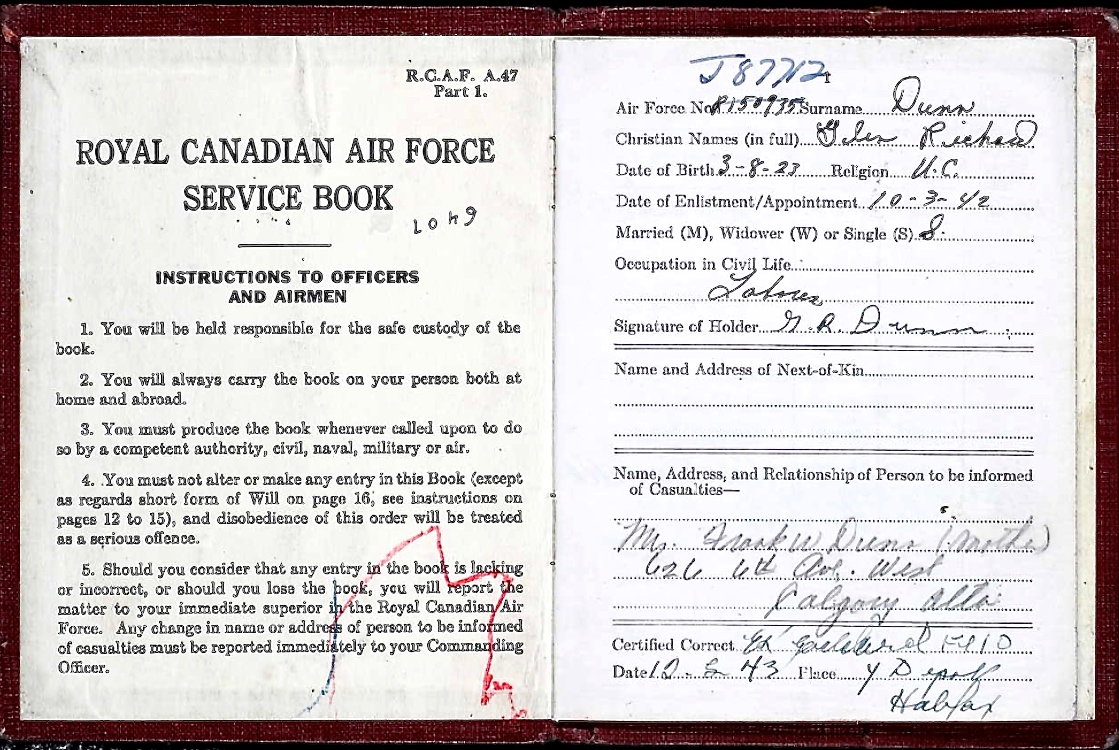 R.C.A.F. A.47
Part 1.
ROYAL CANADIAN AIR FORCE
SERVICE BOOK
INSTRUCTIONS TO OFFICERS
AND AIRMEN
1. You will be held responsible for the safe custody of the
book.
2. You will always carry the book on your person both at
home and abroad.
3. You must produce the book whenever called upon to do
so by a competent authority, civil, naval, military or air.
4. You must not alter or make any entry in this Book (except
as regards short form of Will on page 16, see instructions on
pages 12 to 15), and disobedience of this order will be treated
as a serious offence.
5. Should you consider that any entry in the book is lacking
or incorrect, or should you lose the book, you will report the
matter to your immediate superior in the Royal Canadian Air
Force. Any change in name or address of person to be informed
of casualties must be reported immediately to your Commanding
Officer.
J87712
1
Air Force No. R150935 Surname Dunn
Christian Names (in full) Richard
Date of Birth 3-8-23 Religion U.C.
Date of Enlistment/Appointment 10-3-42
Married (M), Widower (W) or Single (S) S.
Occupation in Civil Life
Labourer
Signature of Holder G.R. Dunn
Name and Address of Next-of-Kin
Name, Address, and Relationship of Person to be informed
of Casualties—
Mrs. Frank W Dunn (Mother)
626 6th Ave. West
Calgary Alta
Certified Correct
Date 12 43 Place Y Depot
Halifax